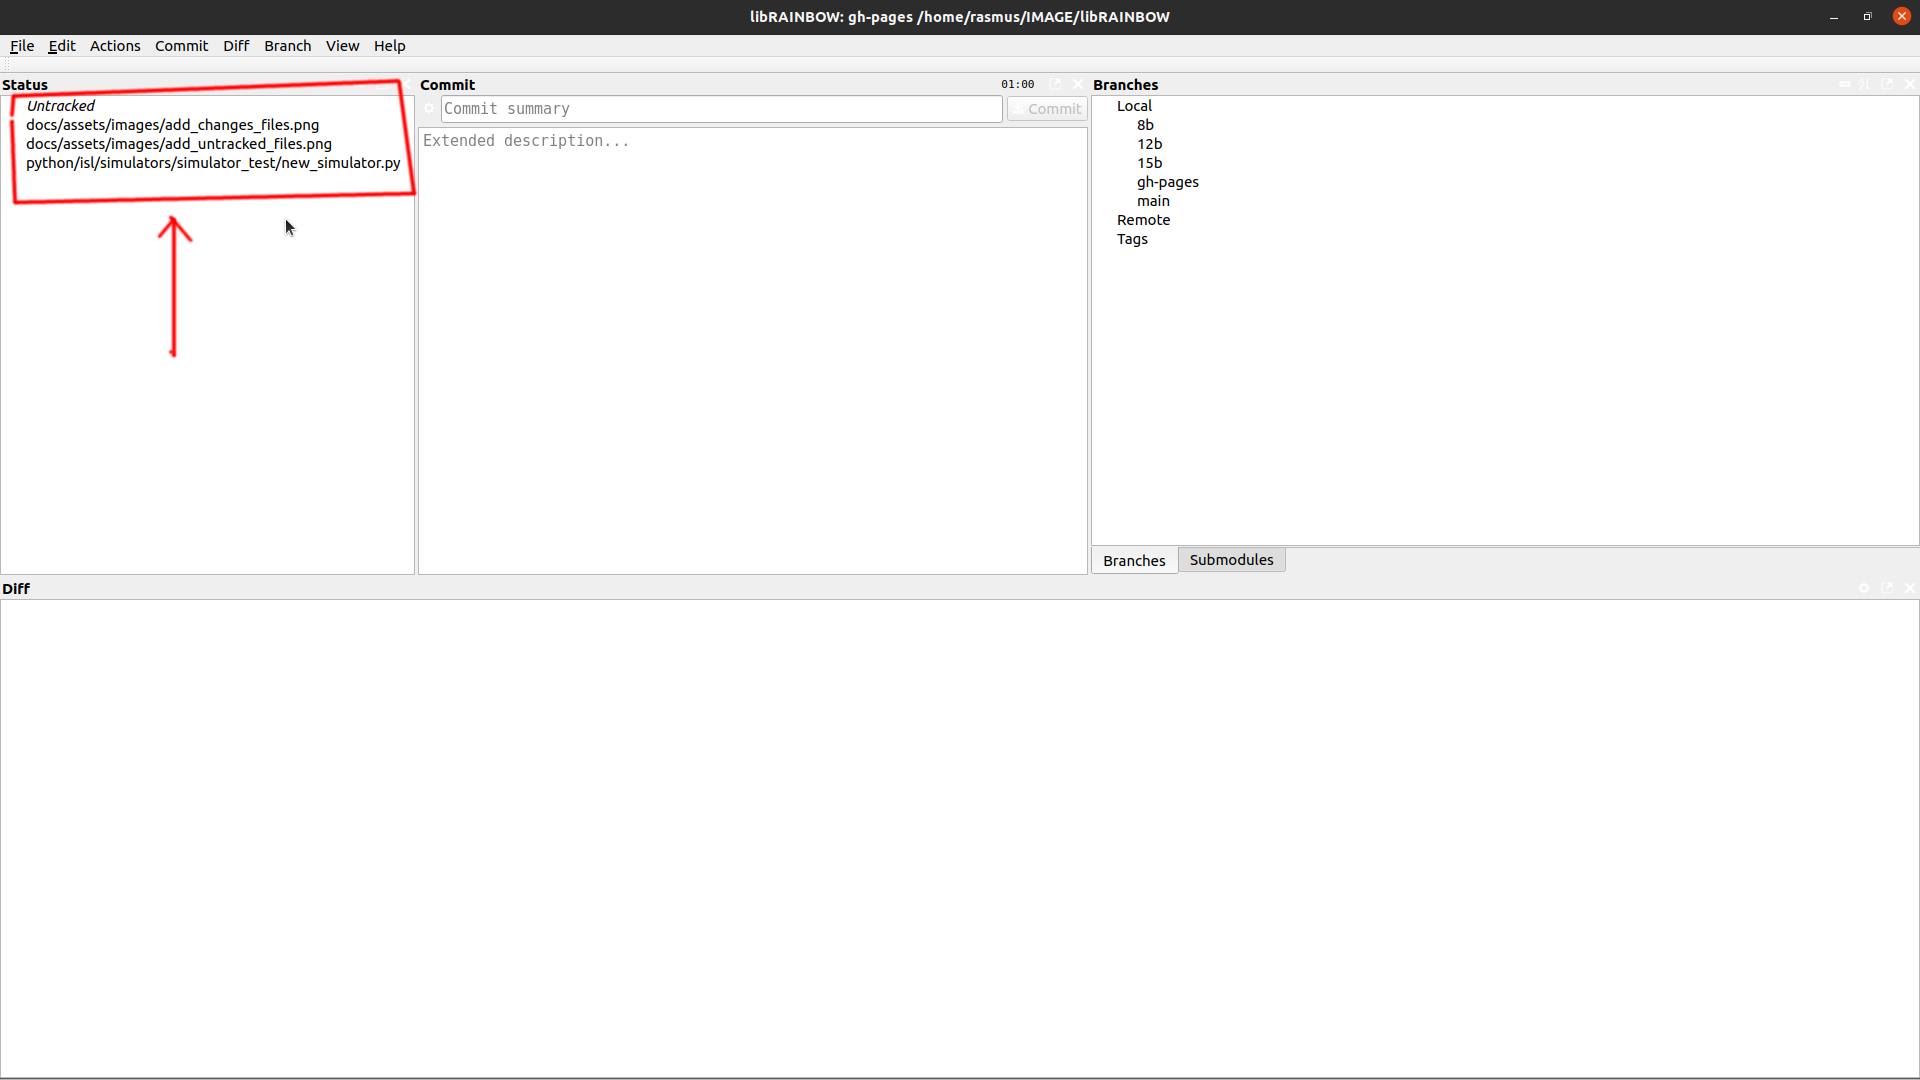 libRAINBOW: gh-pages /home/rasmus/IMAGE/libRAINBOW
File Edit Actions Commit Diff Branch View Help
Status
Untracked
docs/assets/images/add_changes_files.png
docs/assets/images/add_untracked_files.png
python/isl/simulators/simulator_test/new_simulator.py
Commit 01:00
Commit summary Commit
Extended description...
Branches
Local
8b
12b
15b
gh-pages
main
Remote
Tags
Branches Submodules
Diff